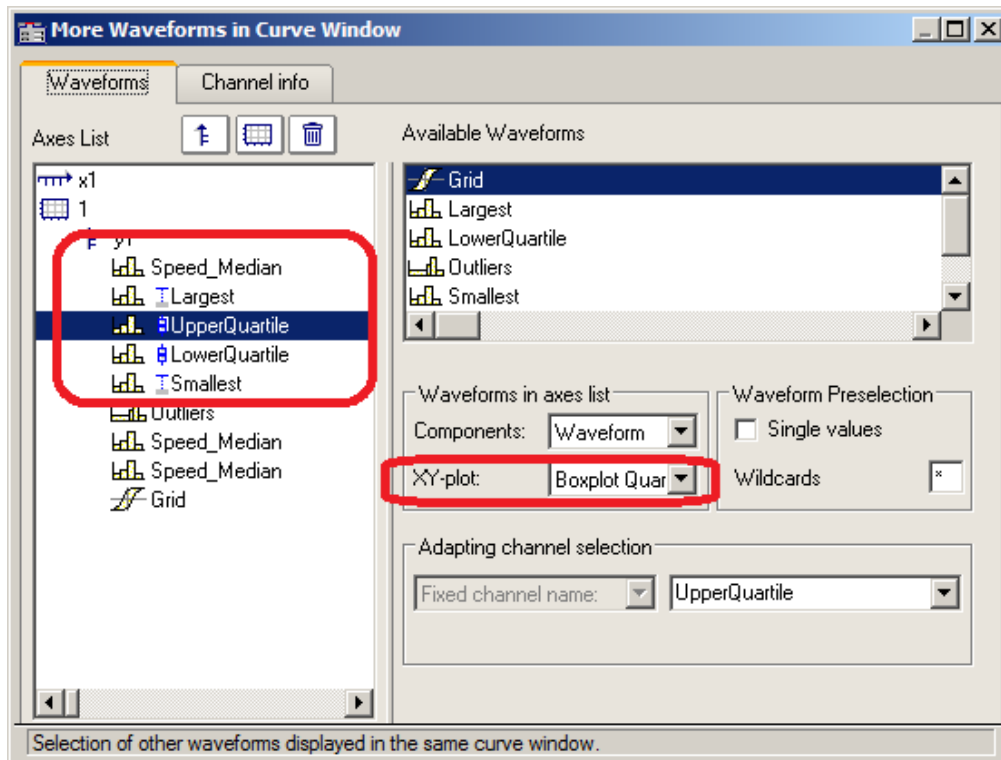 More Waveforms in Curve Window
Waveforms
Channel info
Axes List
x1
1
y1
Speed_Median
Largest
UpperQuartile
LowerQuartile
Smallest
Outliers
Speed_Median
Speed_Median
Grid
Available Waveforms
Grid
Largest
LowerQuartile
Outliers
Smallest
Waveforms in axes list
Components: Waveform
XY-plot: Boxplot Quar
Waveform Preselection
Single values
Wildcards *
Adapting channel selection
Fixed channel name: UpperQuartile
Selection of other waveforms displayed in the same curve window.